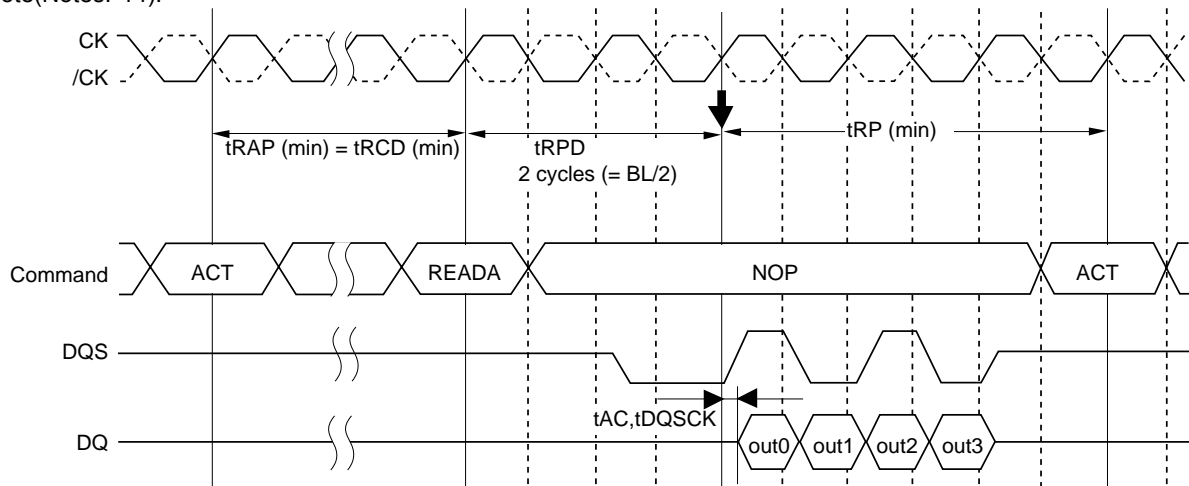 CK
/CK
tRAP (min) = tRCD (min)
tRPD
2 cycles (= BL/2)
tRP (min)
Command
ACT
READA
NOP
ACT
DQS
tAC,tDQSCK
DQ
out0
out1
out2
out3